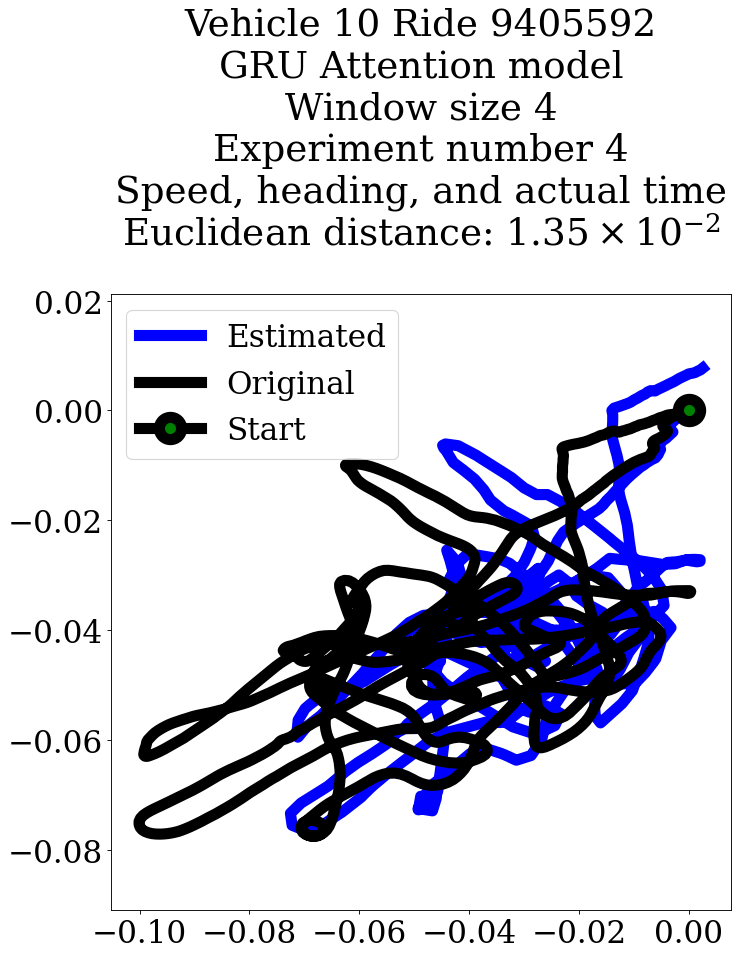 Vehicle 10 Ride 9405592
GRU Attention model
Window size 4
Experiment number 4
Speed, heading, and actual time
Euclidean distance: 1.35 × 10⁻²
0.02
0.00
−0.02
−0.04
−0.06
−0.08
Estimated
Original
Start
−0.10 −0.08 −0.06 −0.04 −0.02 0.00